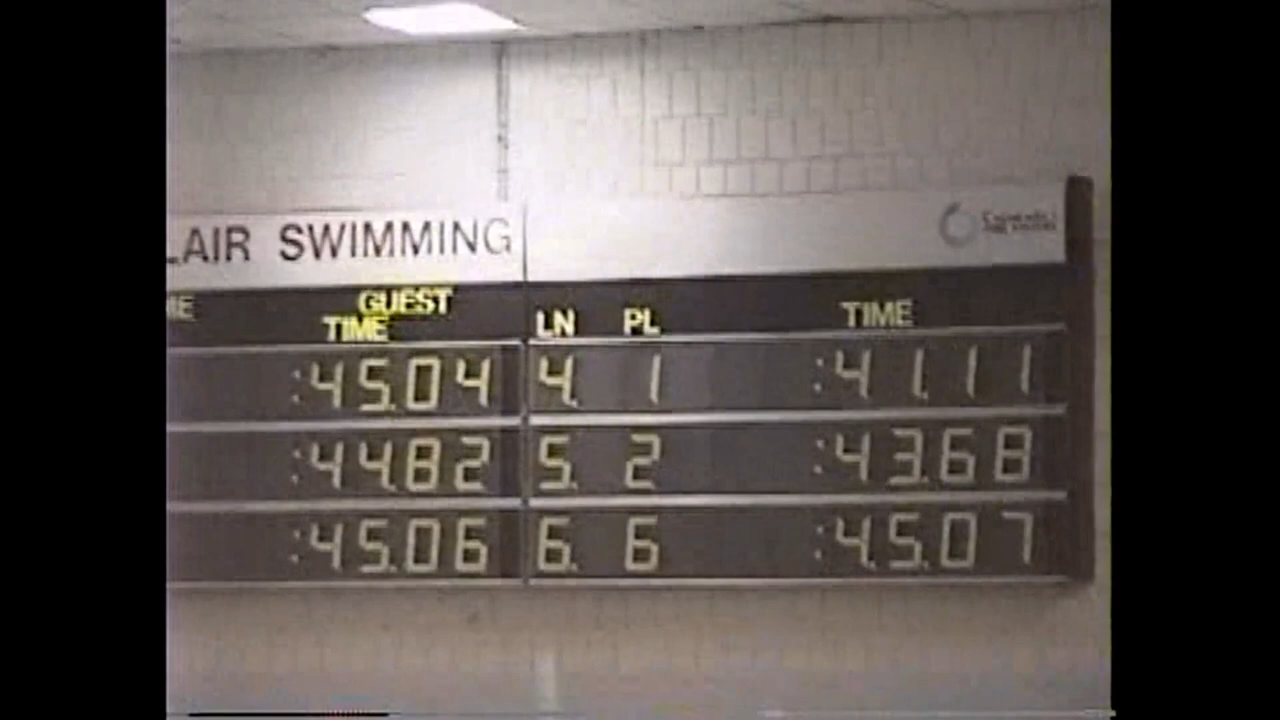 LAIR SWIMMING
ME GUEST TIME LN PL TIME
:45.04 4. 1 :41.11
:44.82 5. 2 :43.68
:45.06 6. 6 :45.07